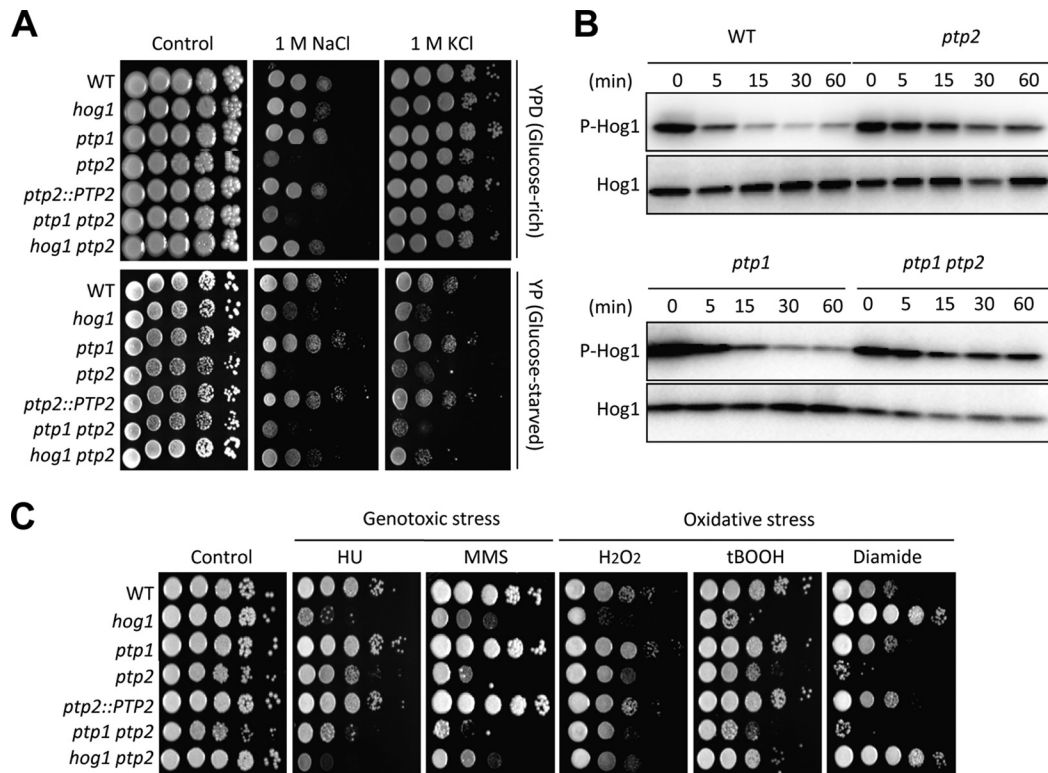 A
Control 1 M NaCl 1 M KCl
WT
hog1
ptp1
ptp2
ptp2::PTP2
ptp1 ptp2
hog1 ptp2
YPD (Glucose-rich)
WT
hog1
ptp1
ptp2
ptp2::PTP2
ptp1 ptp2
hog1 ptp2
YP (Glucose-starved)
B
WT ptp2
(min) 0 5 15 30 60 0 5 15 30 60
P-Hog1
Hog1
ptp1 ptp1 ptp2
(min) 0 5 15 30 60 0 5 15 30 60
P-Hog1
Hog1
C
Genotoxic stress Oxidative stress
Control HU MMS H2O2 tBOOH Diamide
WT
hog1
ptp1
ptp2
ptp2::PTP2
ptp1 ptp2
hog1 ptp2